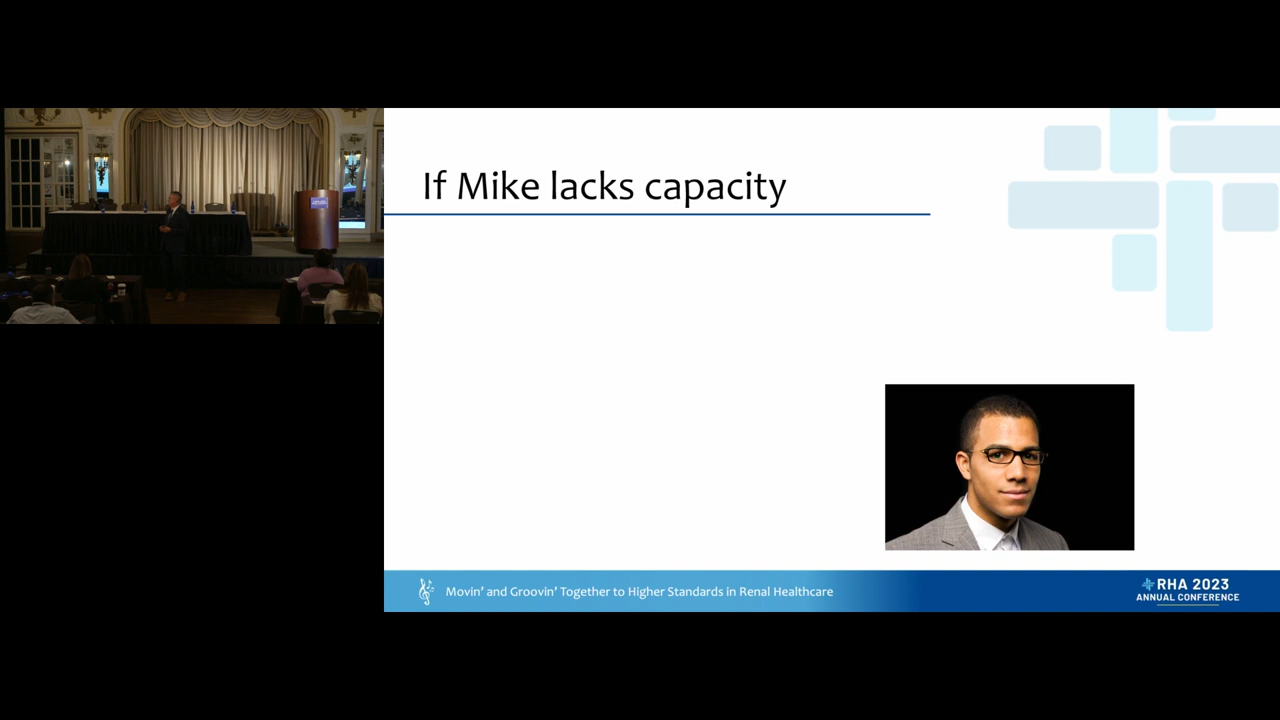 If Mike lacks capacity
Movin' and Groovin' Together to Higher Standards in Renal Healthcare
RHA 2023
ANNUAL CONFERENCE